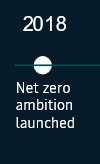 2018
Net zero
ambition
launched